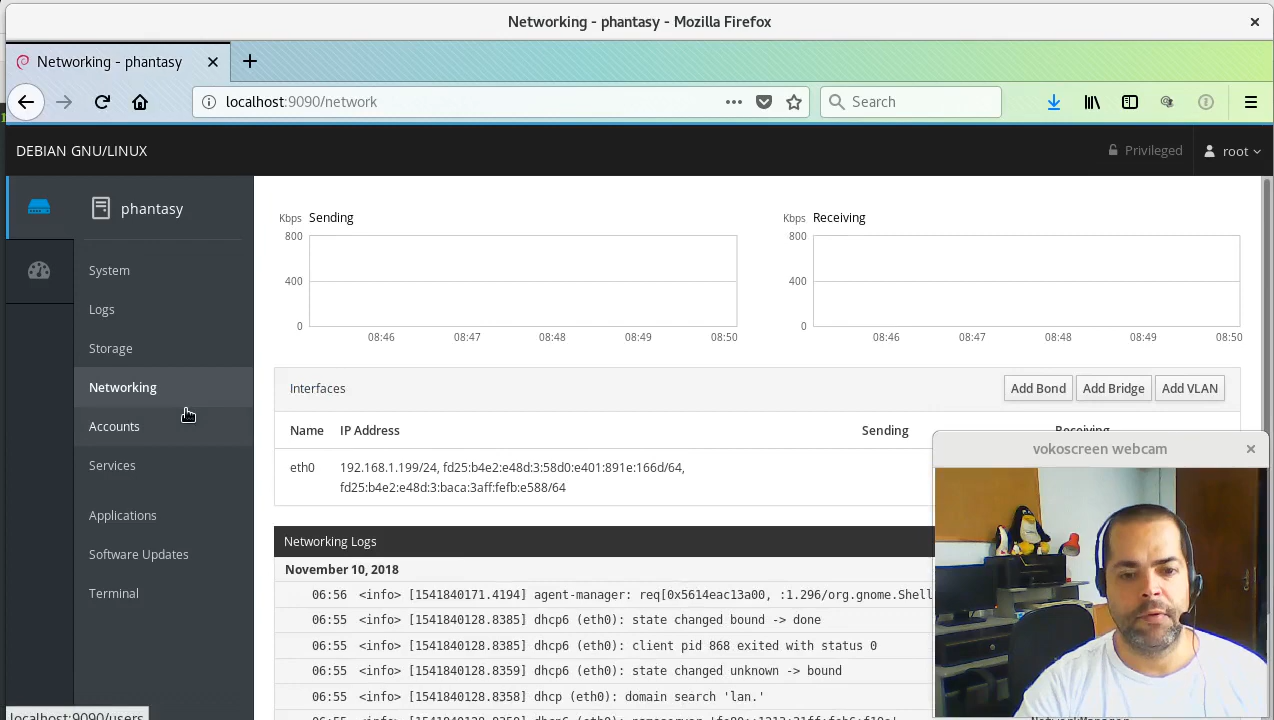 Networking - phantasy - Mozilla Firefox
Networking - phantasy
localhost:9090/network
Search
DEBIAN GNU/LINUX
Privileged
root
phantasy
System
Logs
Storage
Networking
Accounts
Services
Applications
Software Updates
Terminal
Kbps Sending
800
400
0
08:46 08:47 08:48 08:49 08:50
Kbps Receiving
800
400
0
08:46 08:47 08:48 08:49 08:50
Interfaces
Add Bond Add Bridge Add VLAN
Name IP Address Sending Receiving
eth0 192.168.1.199/24, fd25:b4e2:e48d:3:58d0:e401:891e:166d/64,
fd25:b4e2:e48d:3:baca:3aff:fefb:e588/64
Networking Logs
November 10, 2018
06:56 <info> [1541840171.4194] agent-manager: req[0x5614eac13a00, :1.296/org.gnome.Shell
06:55 <info> [1541840128.8385] dhcp6 (eth0): state changed bound -> done
06:55 <info> [1541840128.8385] dhcp6 (eth0): client pid 868 exited with status 0
06:55 <info> [1541840128.8359] dhcp6 (eth0): state changed unknown -> bound
06:55 <info> [1541840128.8358] dhcp (eth0): domain search 'lan.'
vokoscreen webcam
localhost:9090/users